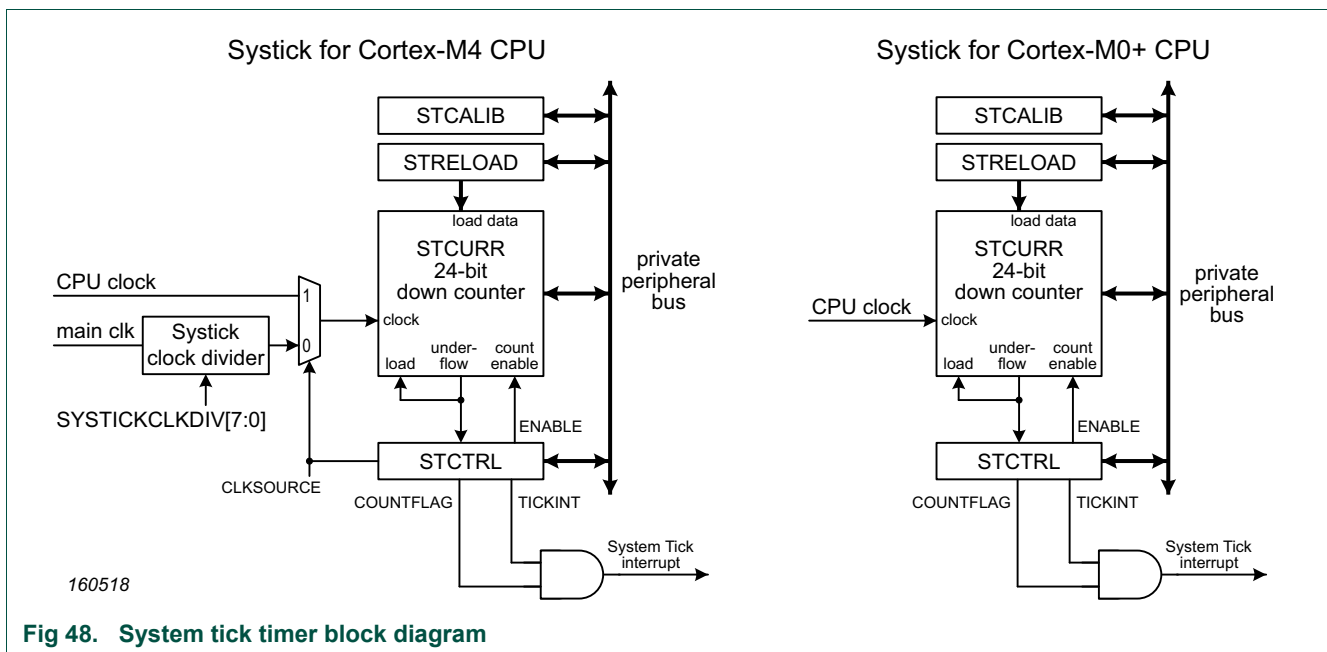 Systick for Cortex-M4 CPU
STCALIB
STRELOAD
load data
STCURR
24-bit
down counter
private
peripheral
bus
CPU clock
1
main clk
Systick
clock divider
0
clock
load
under-
flow
count
enable
SYSTICKCLKDIV[7:0]
ENABLE
STCTRL
CLKSOURCE
COUNTFLAG
TICKINT
System Tick
interrupt
Systick for Cortex-M0+ CPU
STCALIB
STRELOAD
load data
STCURR
24-bit
down counter
private
peripheral
bus
CPU clock
clock
load
under-
flow
count
enable
ENABLE
STCTRL
COUNTFLAG
TICKINT
System Tick
interrupt
160518
Fig 48. System tick timer block diagram